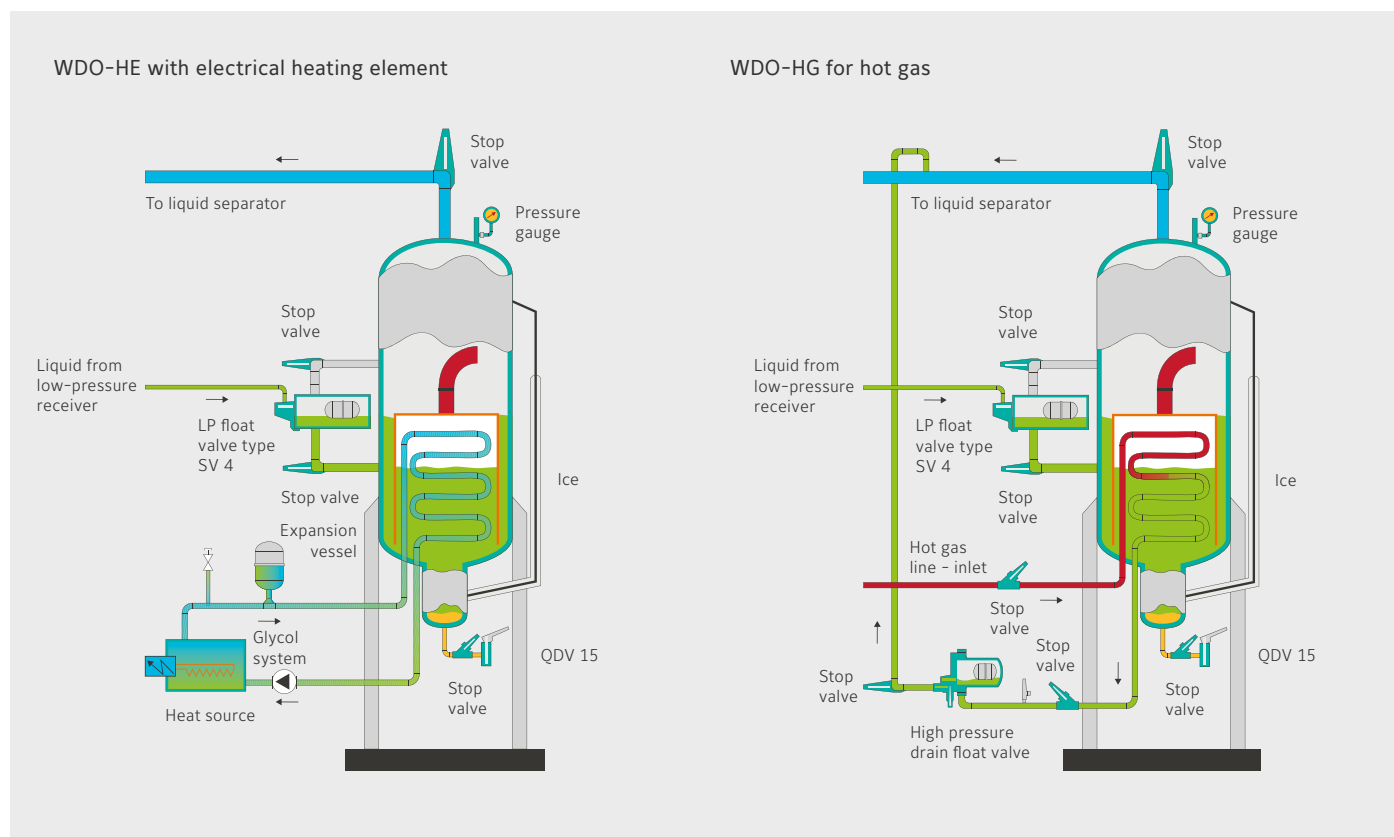 WDO-HE with electrical heating element
Stop
valve
To liquid separator
Pressure
gauge
Stop
valve
Liquid from
low-pressure
receiver
LP float
valve type
SV 4
Stop valve
Ice
Expansion
vessel
Glycol
system
Heat source
QDV 15
Stop
valve
WDO-HG for hot gas
Stop
valve
To liquid separator
Pressure
gauge
Stop
valve
Liquid from
low-pressure
receiver
LP float
valve type
SV 4
Stop
valve
Ice
Hot gas
line - inlet
Stop
valve
Stop
valve
Stop
valve
High pressure
drain float valve
QDV 15
Stop
valve